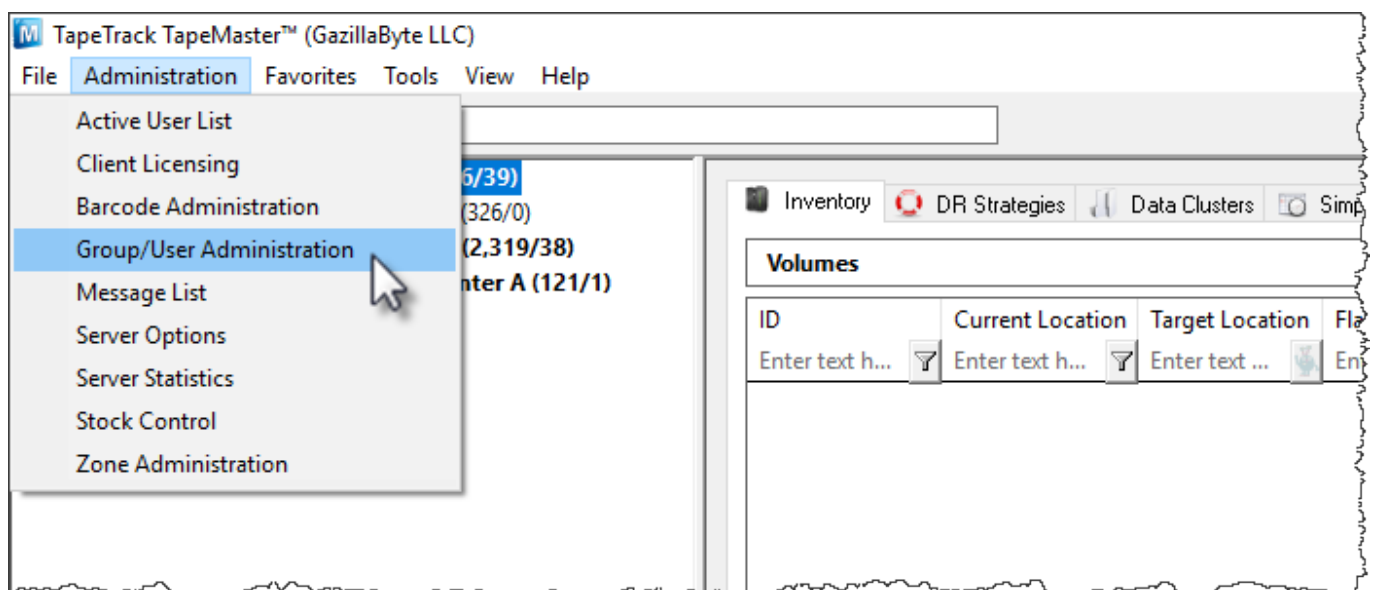 M TapeTrack TapeMaster™ (GazillaByte LLC)
File Administration Favorites Tools View Help
Active User List
Client Licensing
Barcode Administration
Group/User Administration
Message List
Server Options
Server Statistics
Stock Control
Zone Administration
6/39)
(326/0)
(2,319/38)
nter A (121/1)
Inventory DR Strategies Data Clusters Simp
Volumes
ID Current Location Target Location Fla
Enter text h... Enter text h... Enter text ... En